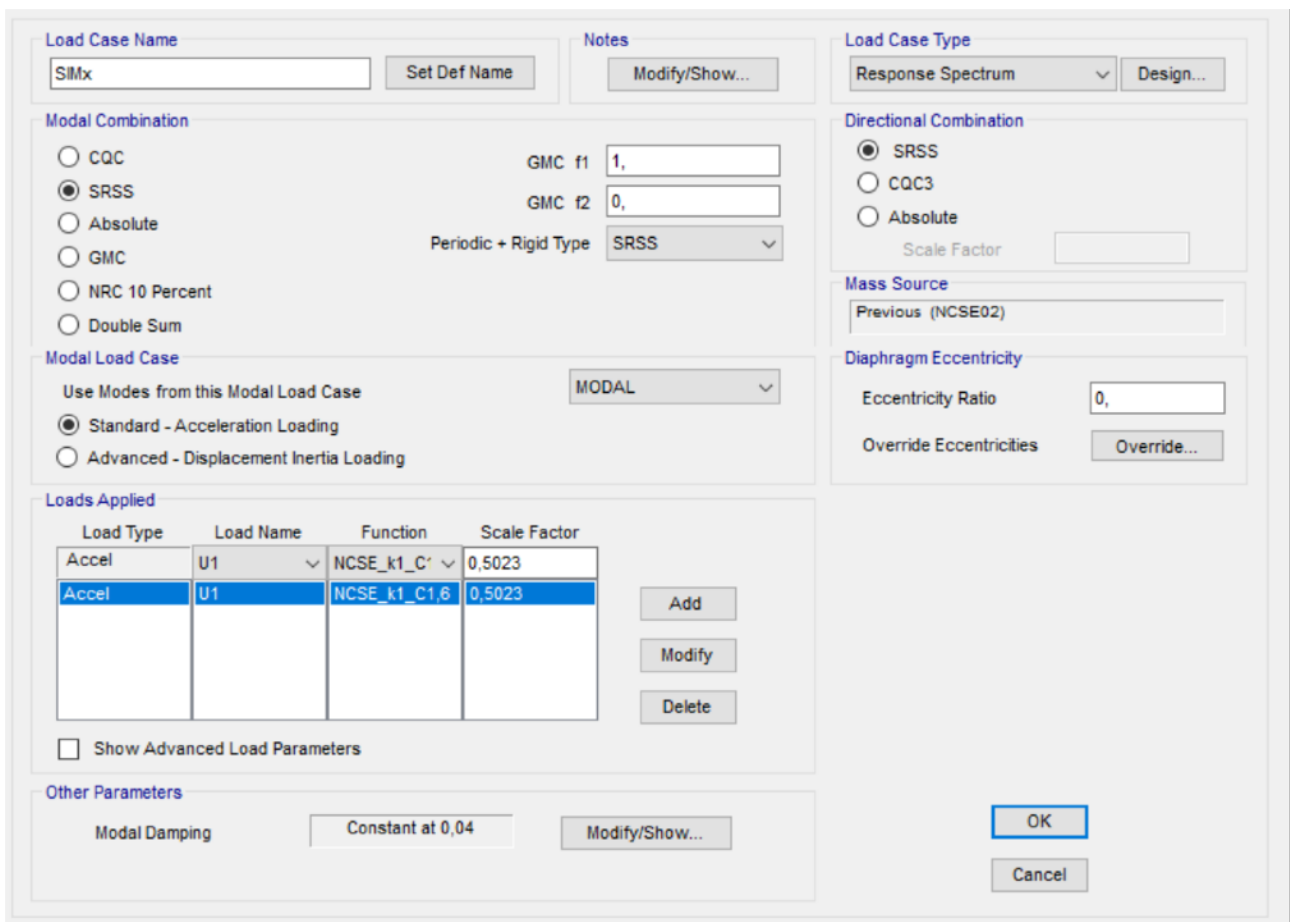 Load Case Name
SIMx
Set Def Name
Notes
Modify/Show...
Load Case Type
Response Spectrum
Design...
Modal Combination
CQC
SRSS
Absolute
GMC
NRC 10 Percent
Double Sum
GMC f1
1,
GMC f2
0,
Periodic + Rigid Type
SRSS
Directional Combination
SRSS
CQC3
Absolute
Scale Factor
Mass Source
Previous (NCSE02)
Modal Load Case
Use Modes from this Modal Load Case
MODAL
Standard - Acceleration Loading
Advanced - Displacement Inertia Loading
Diaphragm Eccentricity
Eccentricity Ratio
0,
Override Eccentricities
Override...
Loads Applied
Load Type Load Name Function Scale Factor
Accel U1 NCSE_k1_C1 0,5023
Accel U1 NCSE_k1_C1,6 0,5023
Add
Modify
Delete
Show Advanced Load Parameters
Other Parameters
Modal Damping
Constant at 0,04
Modify/Show...
OK
Cancel